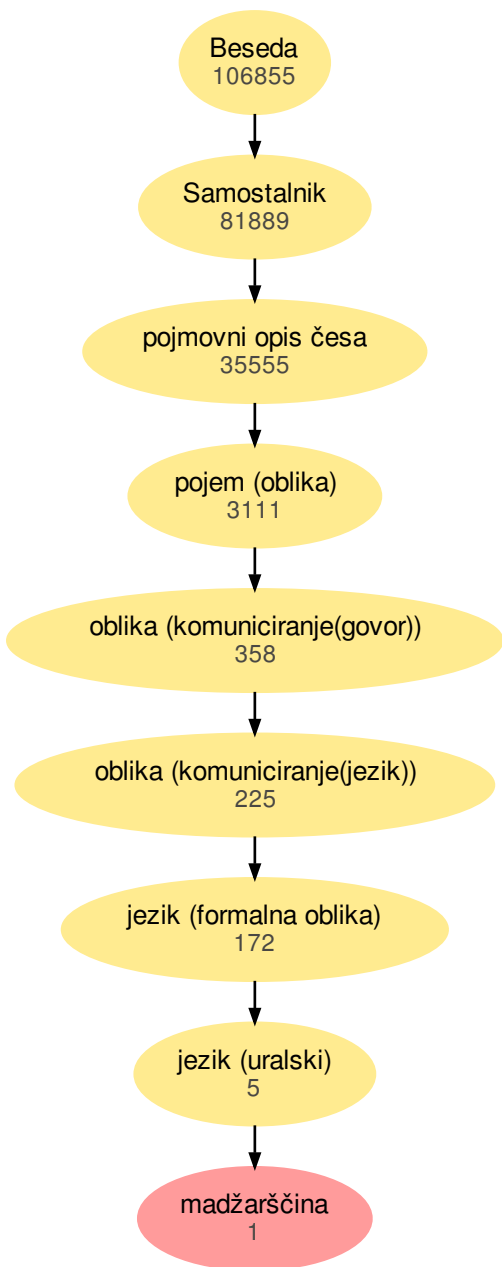 Beseda
106855
Samostalnik
81889
pojmovni opis česa
35555
pojem (oblika)
3111
oblika (komuniciranje(govor))
358
oblika (komuniciranje(jezik))
225
jezik (formalna oblika)
172
jezik (uralski)
5
madžarščina
1